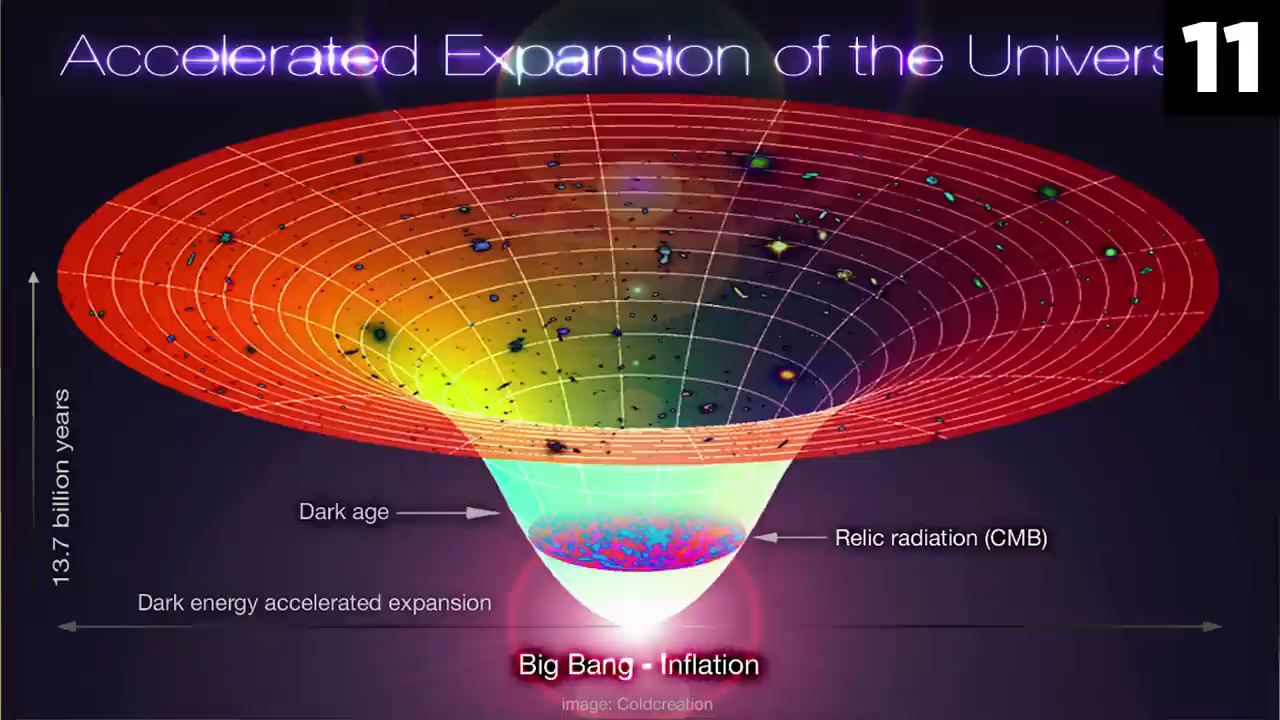 Accelerated Expansion of the Univers
11
13.7 billion years
Dark age
Relic radiation (CMB)
Dark energy accelerated expansion
Big Bang - Inflation
image: Coldcreation